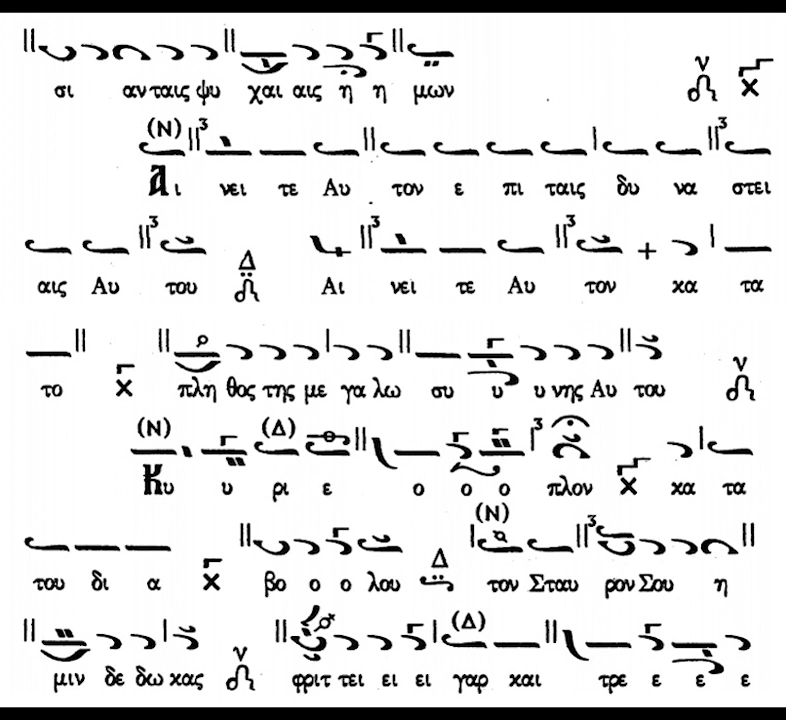 σι αν ταις ψυ χαι αις η η μων
(Ν)
Αι νει τε Αυ τον ε πι ταις δυ να στει
αις Αυ του Δ Αι νει τε Αυ τον κα τα
το πλη θος της με γα λω συ υ υ νης Αυ του
(Ν) (Δ)
Κυ υ ρι ε ο ο ο πλον κα τα
(Ν)
του δι α βο ο ο λου Δ τον Σταυ ρον Σου η
(Δ)
μιν δε δω κας φριτ τει ει ει γαρ και τρε ε ε ε